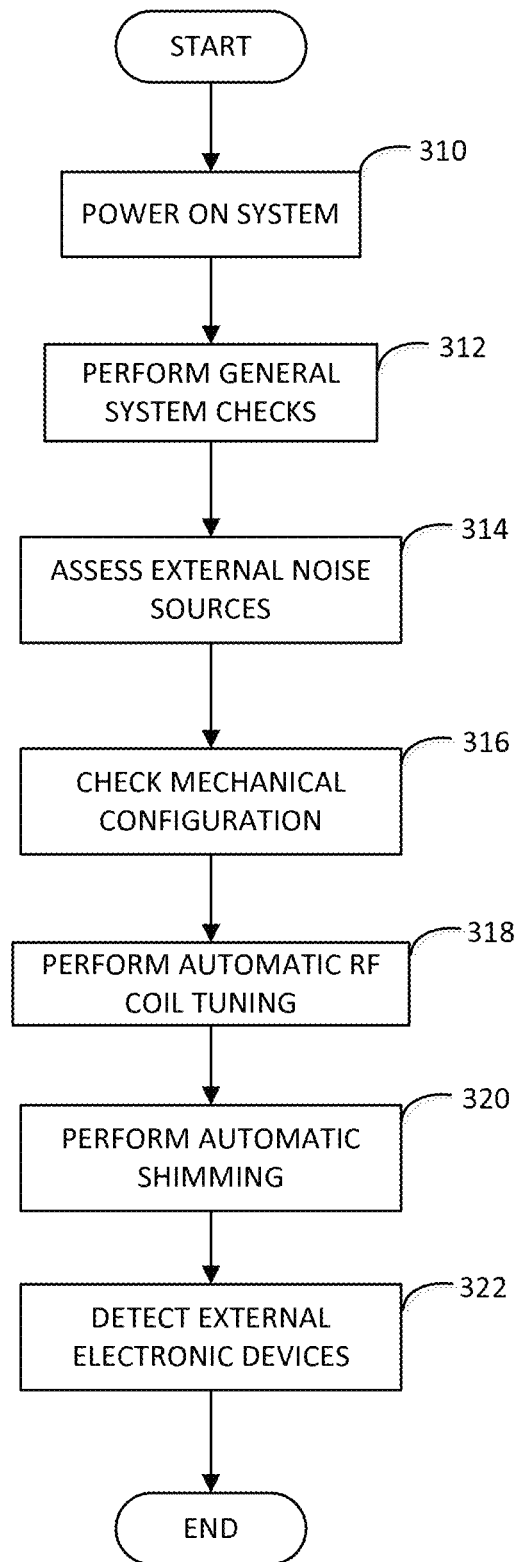 START
310
POWER ON SYSTEM
312
PERFORM GENERAL
SYSTEM CHECKS
314
ASSESS EXTERNAL NOISE
SOURCES
316
CHECK MECHANICAL
CONFIGURATION
318
PERFORM AUTOMATIC RF
COIL TUNING
320
PERFORM AUTOMATIC
SHIMMING
322
DETECT EXTERNAL
ELECTRONIC DEVICES
END